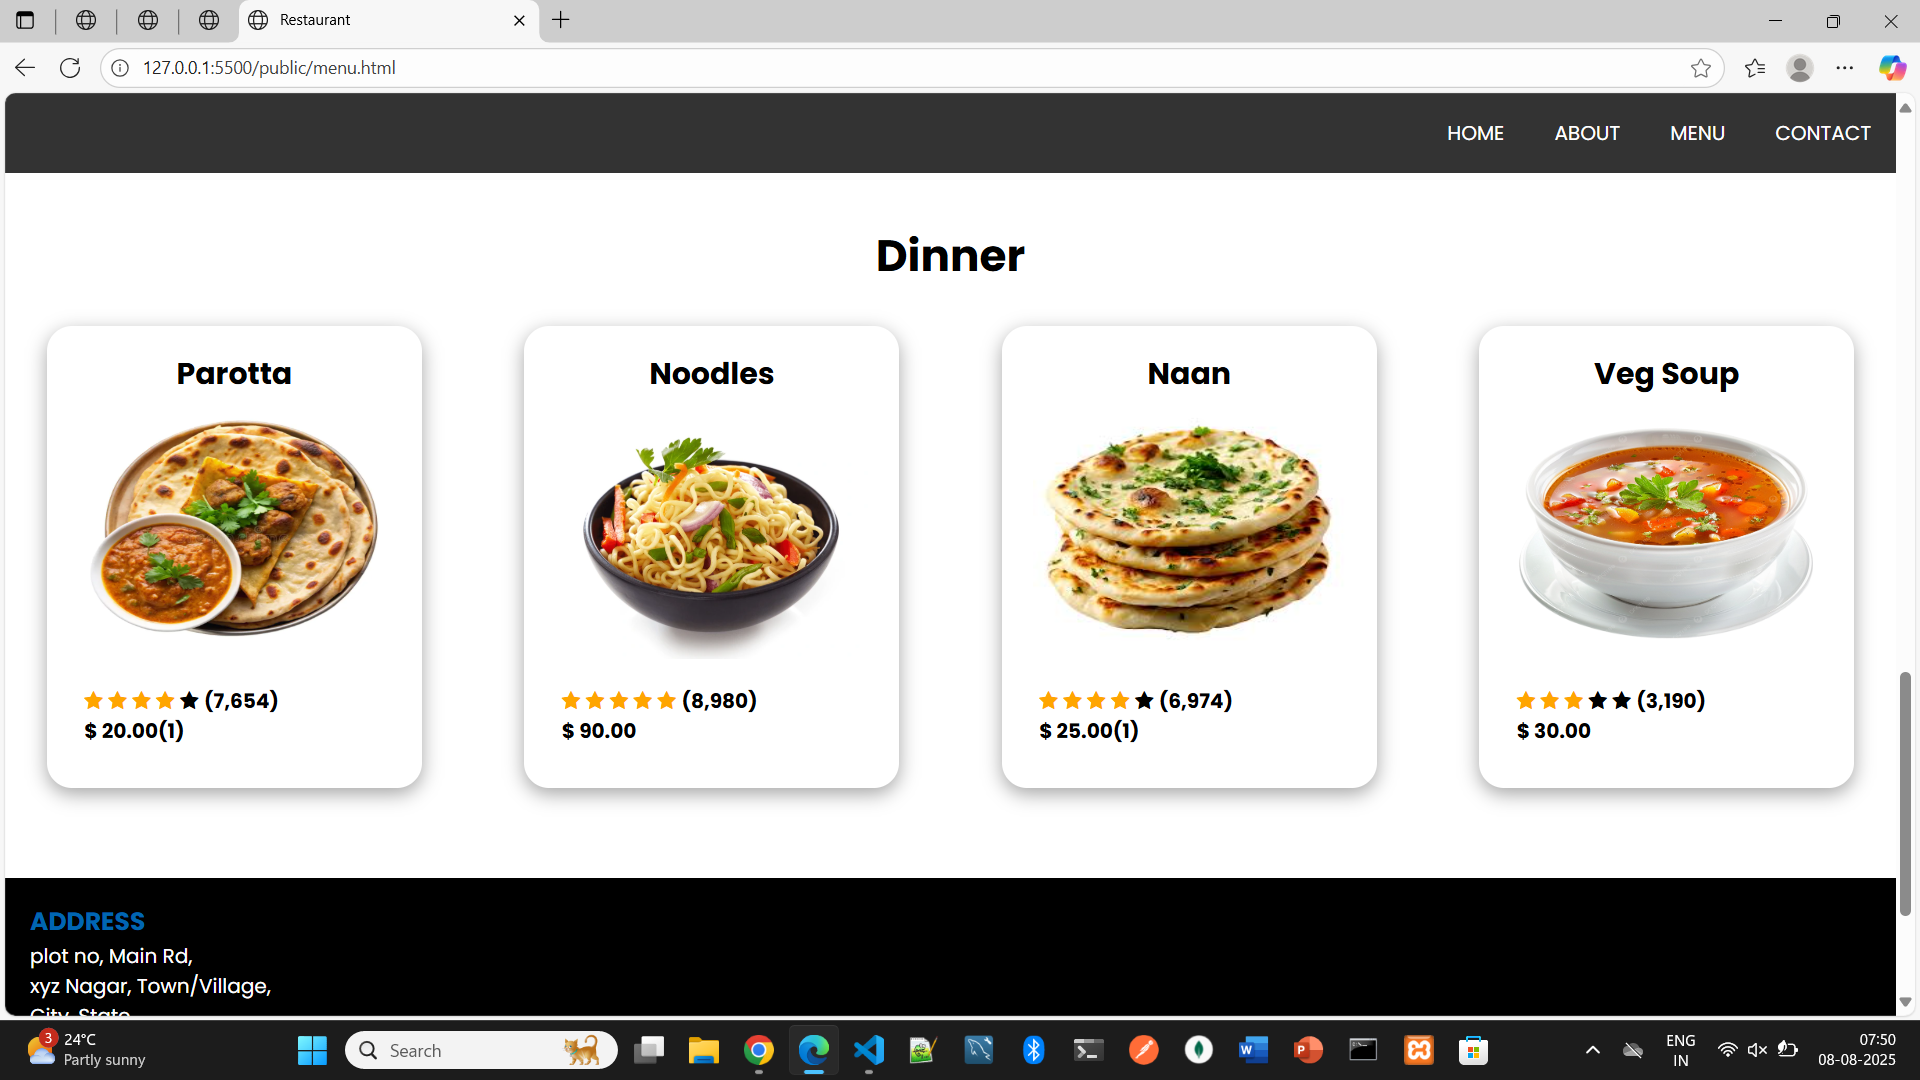 Restaurant
127.0.0.1:5500/public/menu.html
HOME ABOUT MENU CONTACT
Dinner
Parotta
(7,654)
$ 20.00(1)
Noodles
(8,980)
$ 90.00
Naan
(6,974)
$ 25.00(1)
Veg Soup
(3,190)
$ 30.00
ADDRESS
plot no, Main Rd,
xyz Nagar, Town/Village,
City, State
3
24°C
Partly sunny
Search
ENG
IN
07:50
08-08-2025